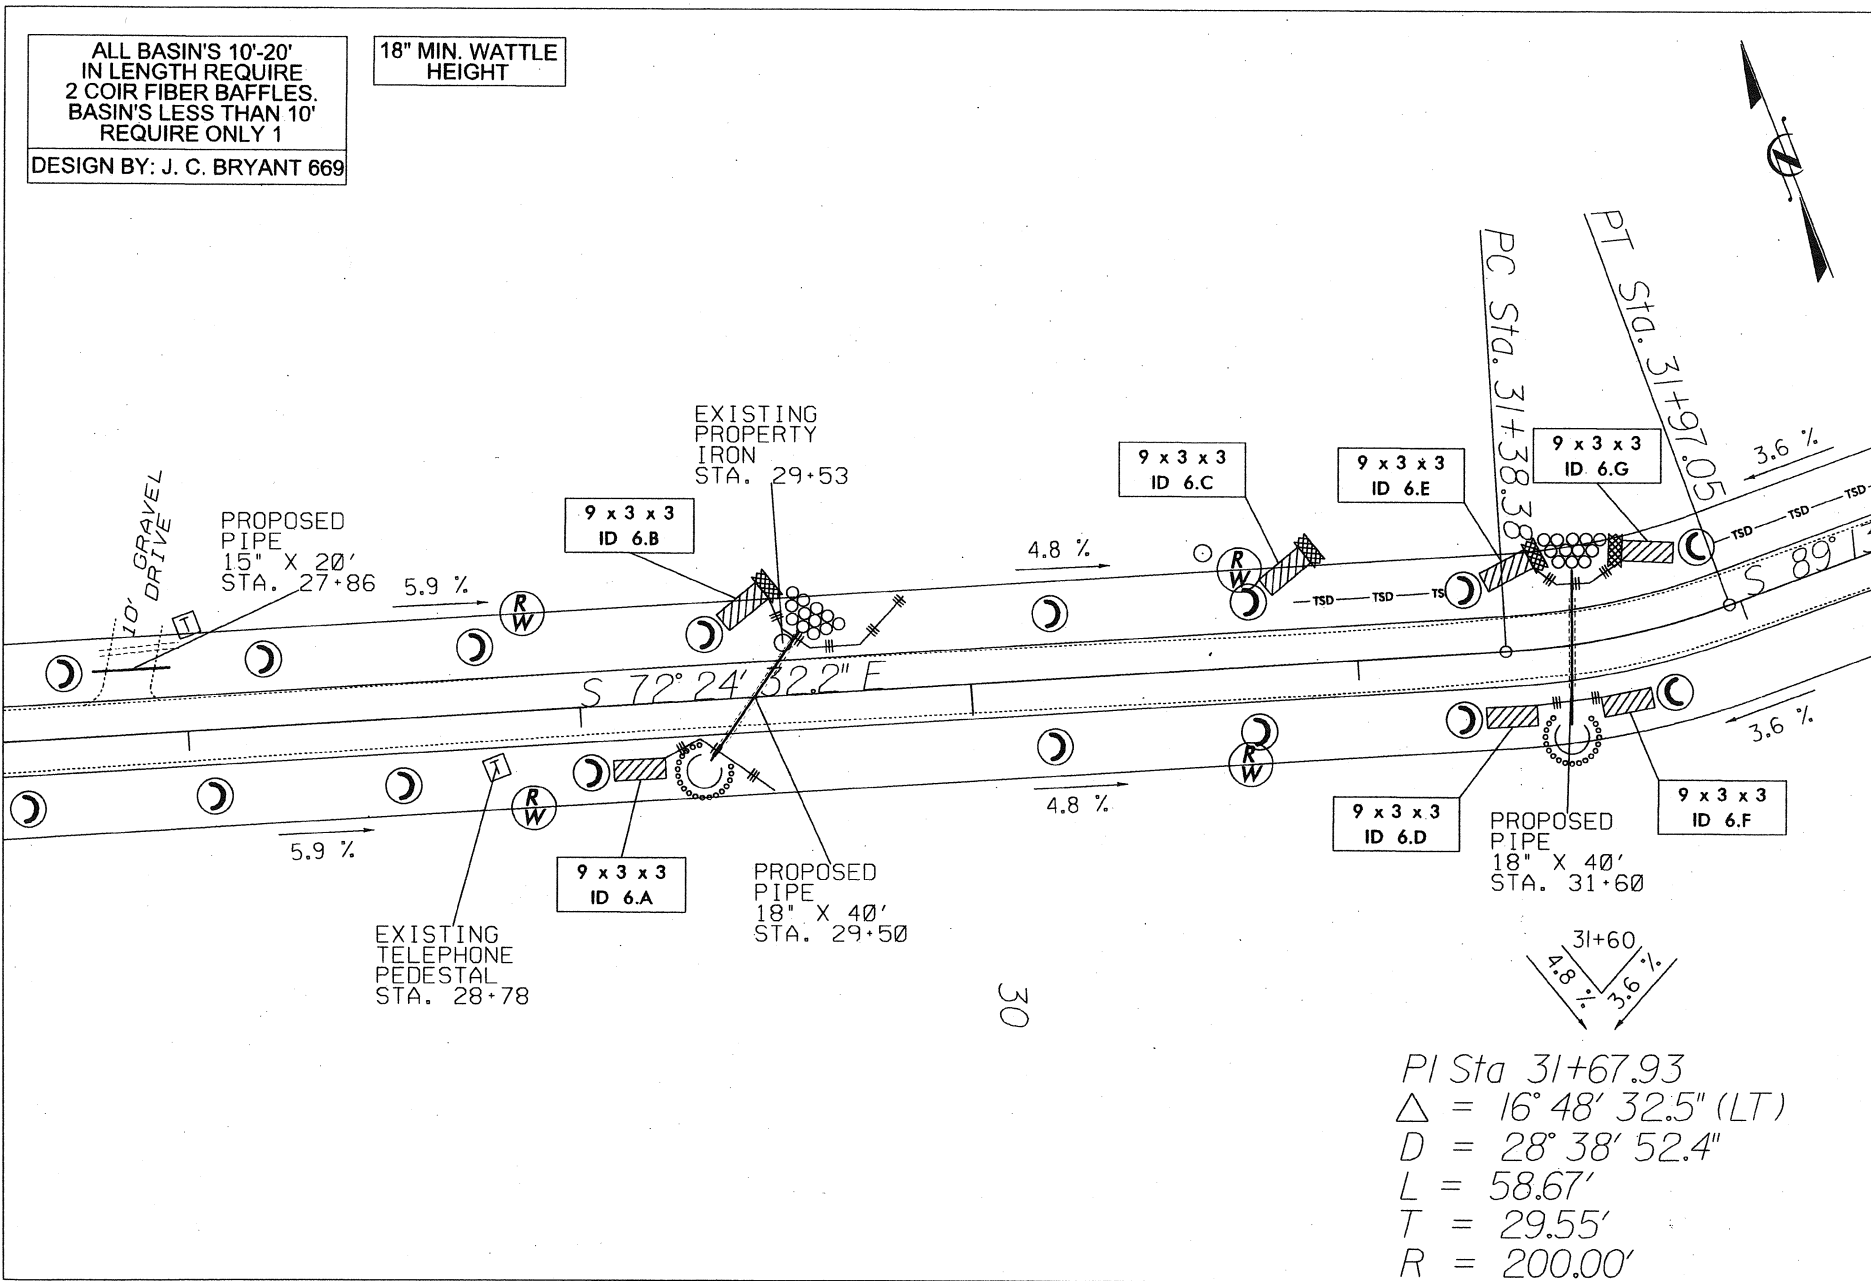 ALL BASIN'S 10'-20'
IN LENGTH REQUIRE
2 COIR FIBER BAFFLES.
BASIN'S LESS THAN 10'
REQUIRE ONLY 1
DESIGN BY: J. C. BRYANT 669
18" MIN. WATTLE
HEIGHT
PC Sta. 31+38.38
PT Sta. 31+97.05
EXISTING
PROPERTY
IRON
STA. 29+53
9 x 3 x 3
ID 6.B
9 x 3 x 3
ID 6.C
9 x 3 x 3
ID 6.E
9 x 3 x 3
ID 6.G
3.6 %
10' GRAVEL
DRIVE
PROPOSED
PIPE
15" X 20'
STA. 27+86
5.9 %
4.8 %
R
W
R
W
T
TSD
TSD
TS
TSD
TSD
TSD
S 72° 24' 32.2" E
S 89°
T
R
W
R
W
5.9 %
4.8 %
3.6 %
9 x 3 x 3
ID 6.A
9 x 3 x 3
ID 6.D
9 x 3 x 3
ID 6.F
EXISTING
TELEPHONE
PEDESTAL
STA. 28+78
PROPOSED
PIPE
18" X 40'
STA. 29+50
PROPOSED
PIPE
18" X 40'
STA. 31+60
30
31+60
4.8 %
3.6 %
PI Sta 31+67.93
Δ = 16° 48' 32.5" (LT)
D = 28° 38' 52.4"
L = 58.67'
T = 29.55'
R = 200.00'